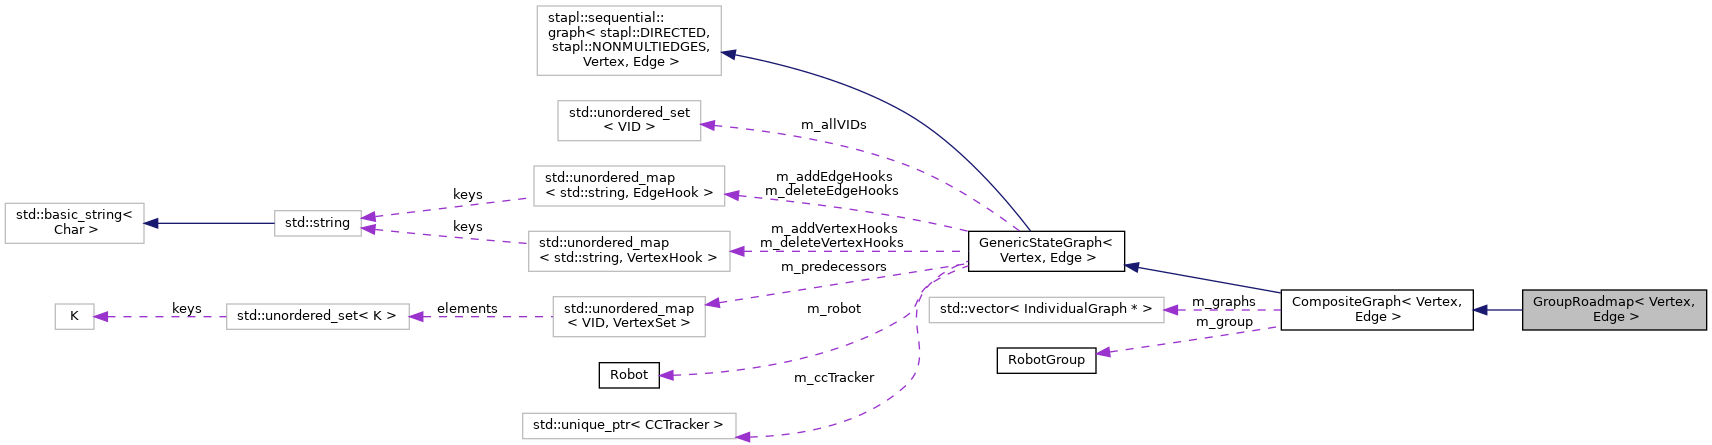 stapl::sequential::
graph< stapl::DIRECTED,
stapl::NONMULTIEDGES,
Vertex, Edge >
std::unordered_set
< VID >
m_allVIDs
std::unordered_map
< std::string, EdgeHook >
m_addEdgeHooks
m_deleteEdgeHooks
keys
std::basic_string<
Char >
std::string
keys
std::unordered_map
< std::string, VertexHook >
m_addVertexHooks
m_deleteVertexHooks
GenericStateGraph<
Vertex, Edge >
m_predecessors
K
keys
std::unordered_set< K >
elements
std::unordered_map
< VID, VertexSet >
m_robot
std::vector< IndividualGraph * >
m_graphs
m_group
CompositeGraph< Vertex,
Edge >
GroupRoadmap< Vertex,
Edge >
RobotGroup
Robot
m_ccTracker
std::unique_ptr< CCTracker >